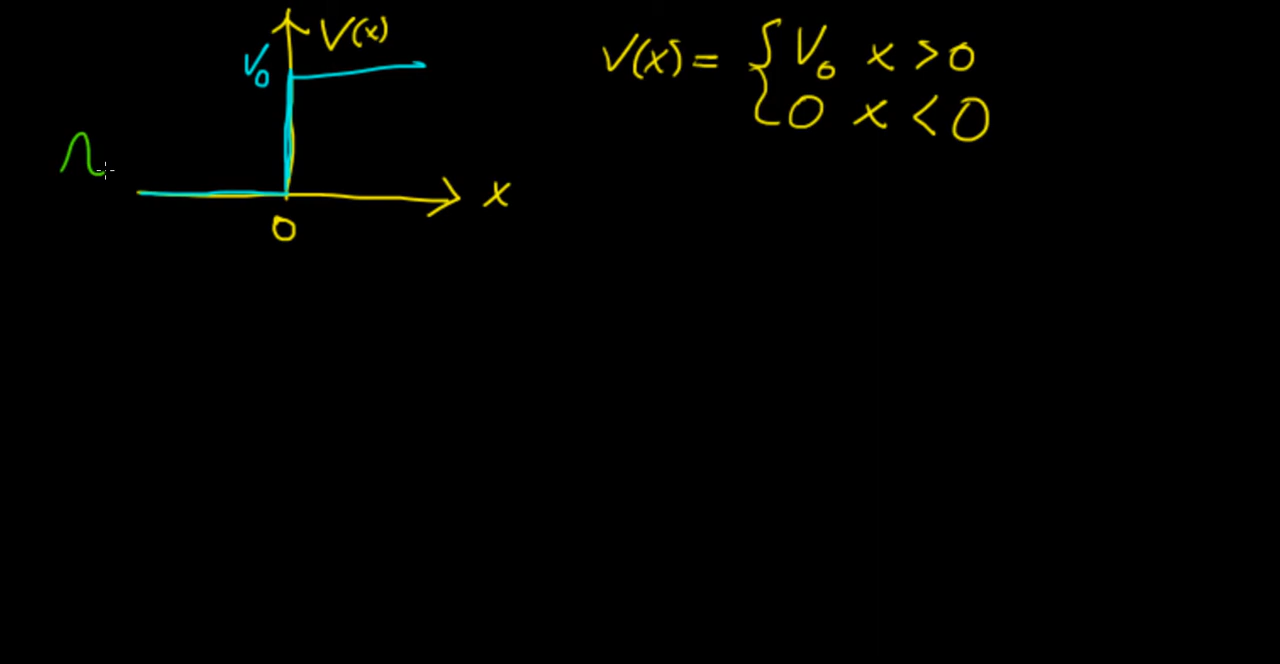 V(x)
V₀
x
0
V(x) = { V₀ x > 0
0 x < 0